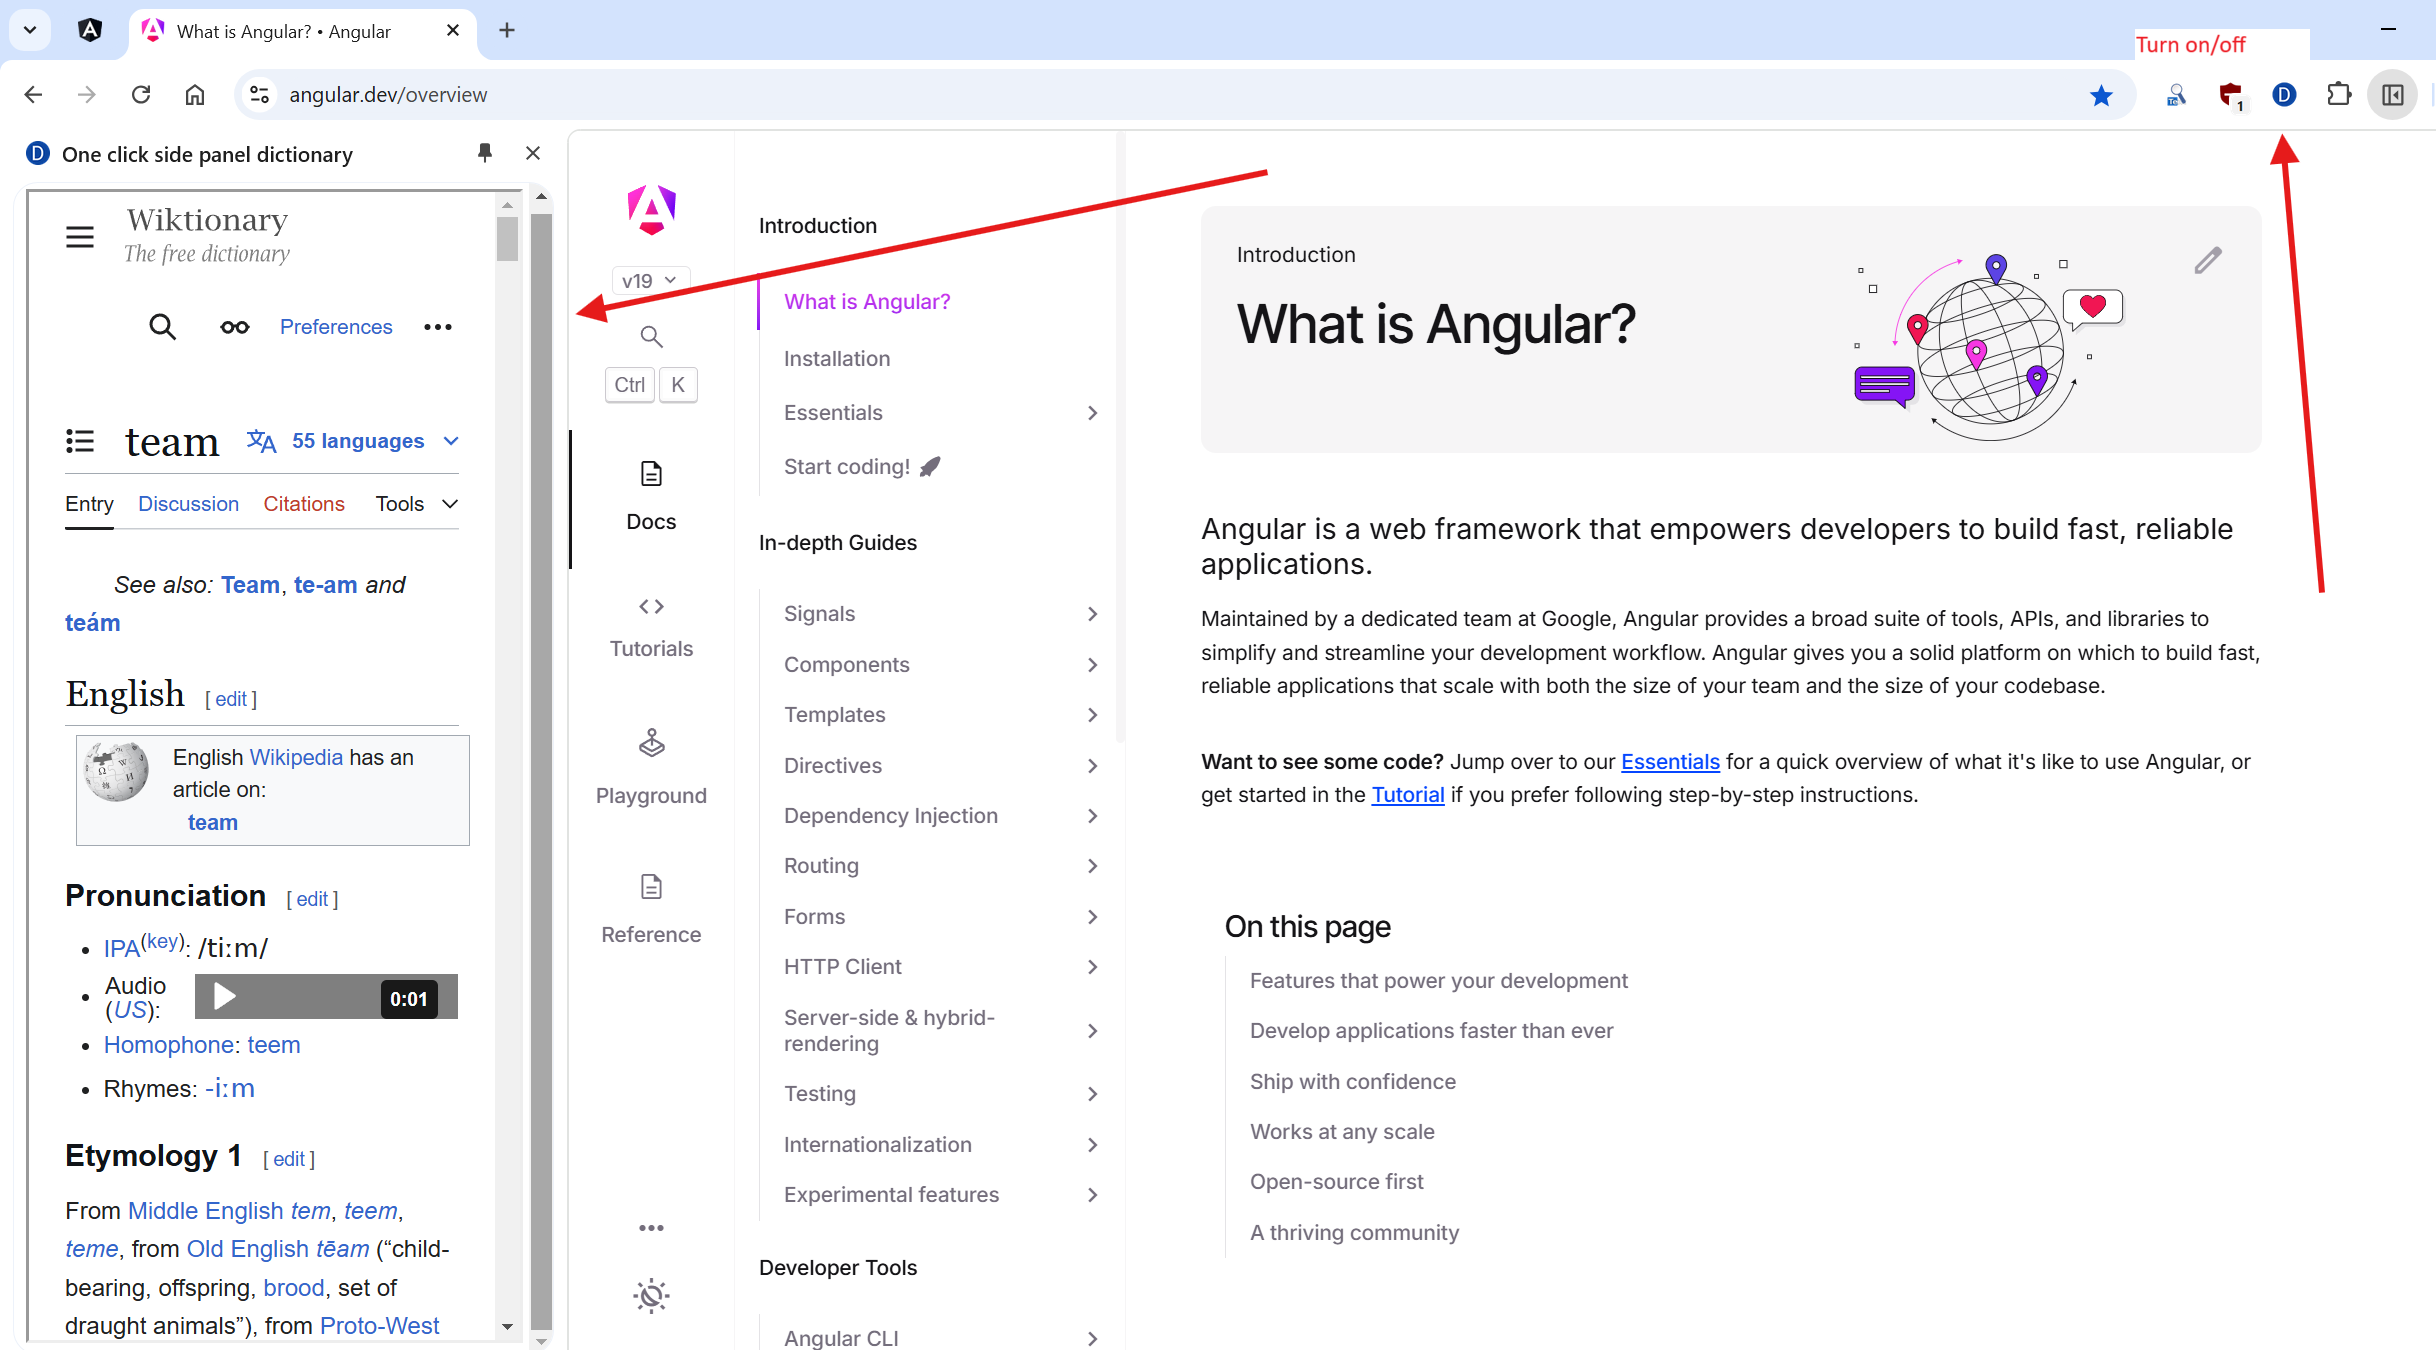 What is Angular? • Angular
Turn on/off
angular.dev/overview
1
D
D One click side panel dictionary
Wiktionary
The free dictionary
Preferences
team 55 languages
Entry Discussion Citations Tools
See also: Team, te-am and
teám
English [ edit ]
English Wikipedia has an
article on:
team
Pronunciation [ edit ]
IPA(key): /tiːm/
Audio
(US):
0:01
Homophone: teem
Rhymes: -iːm
Etymology 1 [ edit ]
From Middle English tem, teem,
teme, from Old English tēam (“child-
bearing, offspring, brood, set of
draught animals”), from Proto-West
v19
Ctrl K
Docs
Tutorials
Playground
Reference
Introduction
What is Angular?
Installation
Essentials
Start coding!
In-depth Guides
Signals
Components
Templates
Directives
Dependency Injection
Routing
Forms
HTTP Client
Server-side & hybrid-
rendering
Testing
Internationalization
Experimental features
Developer Tools
Angular CLI
Introduction
What is Angular?
Angular is a web framework that empowers developers to build fast, reliable
applications.
Maintained by a dedicated team at Google, Angular provides a broad suite of tools, APIs, and libraries to
simplify and streamline your development workflow. Angular gives you a solid platform on which to build fast,
reliable applications that scale with both the size of your team and the size of your codebase.
Want to see some code? Jump over to our Essentials for a quick overview of what it's like to use Angular, or
get started in the Tutorial if you prefer following step-by-step instructions.
On this page
Features that power your development
Develop applications faster than ever
Ship with confidence
Works at any scale
Open-source first
A thriving community